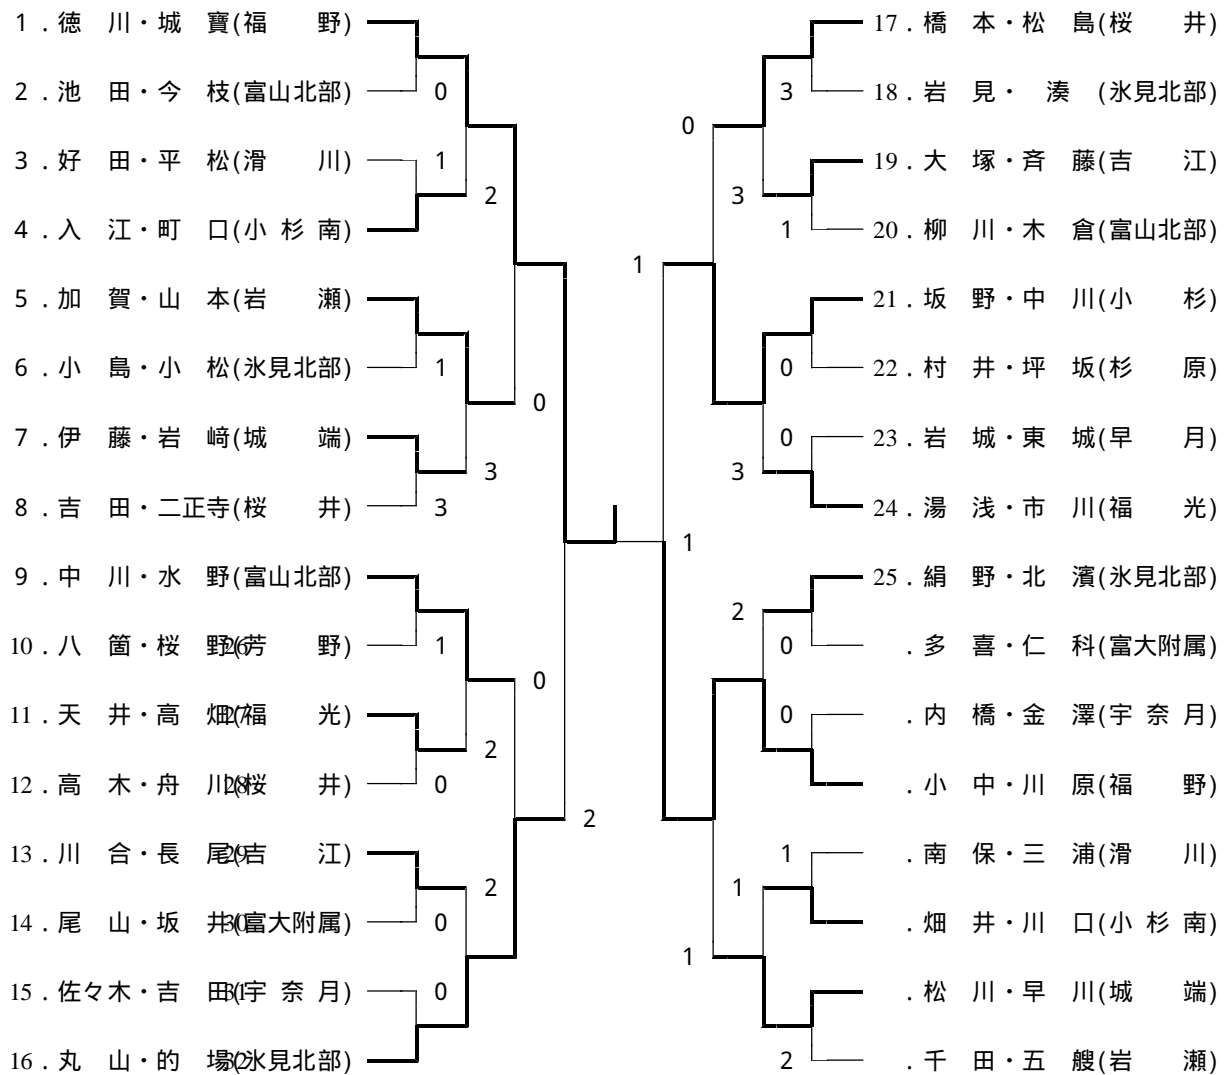 1．徳　川・城　寶(福　　野)
2．池　田・今　枝(富山北部)
0
3．好　田・平　松(滑　　川)
1
2
4．入　江・町　口(小 杉 南)
5．加　賀・山　本(岩　　瀬)
6．小　島・小　松(氷見北部)
1
0
7．伊　藤・岩　﨑(城　　端)
3
8．吉　田・二正寺(桜　　井)
3
9．中　川・水　野(富山北部)
10．八　箇・桜　野(芳　　野)
1
0
11．天　井・高　畑(福　　光)
2
12．高　木・舟　川(桜　　井)
0
2
13．川　合・長　尾(吉　　江)
2
14．尾　山・坂　井(富大附属)
0
15．佐々木・吉　田(宇 奈 月)
0
16．丸　山・的　場(氷見北部)
17．橋　本・松　島(桜　　井)
3
18．岩　見・　湊　(氷見北部)
0
19．大　塚・斉　藤(吉　　江)
3
1
20．柳　川・木　倉(富山北部)
1
21．坂　野・中　川(小　　杉)
0
22．村　井・坪　坂(杉　　原)
0
23．岩　城・東　城(早　　月)
3
24．湯　浅・市　川(福　　光)
1
25．絹　野・北　濱(氷見北部)
2
26
0
．多　喜・仁　科(富大附属)
27
0
．内　橋・金　澤(宇 奈 月)
28
．小　中・川　原(福　　野)
29
1
．南　保・三　浦(滑　　川)
1
30
．畑　井・川　口(小 杉 南)
1
31
．松　川・早　川(城　　端)
32
2
．千　田・五　艘(岩　　瀬)